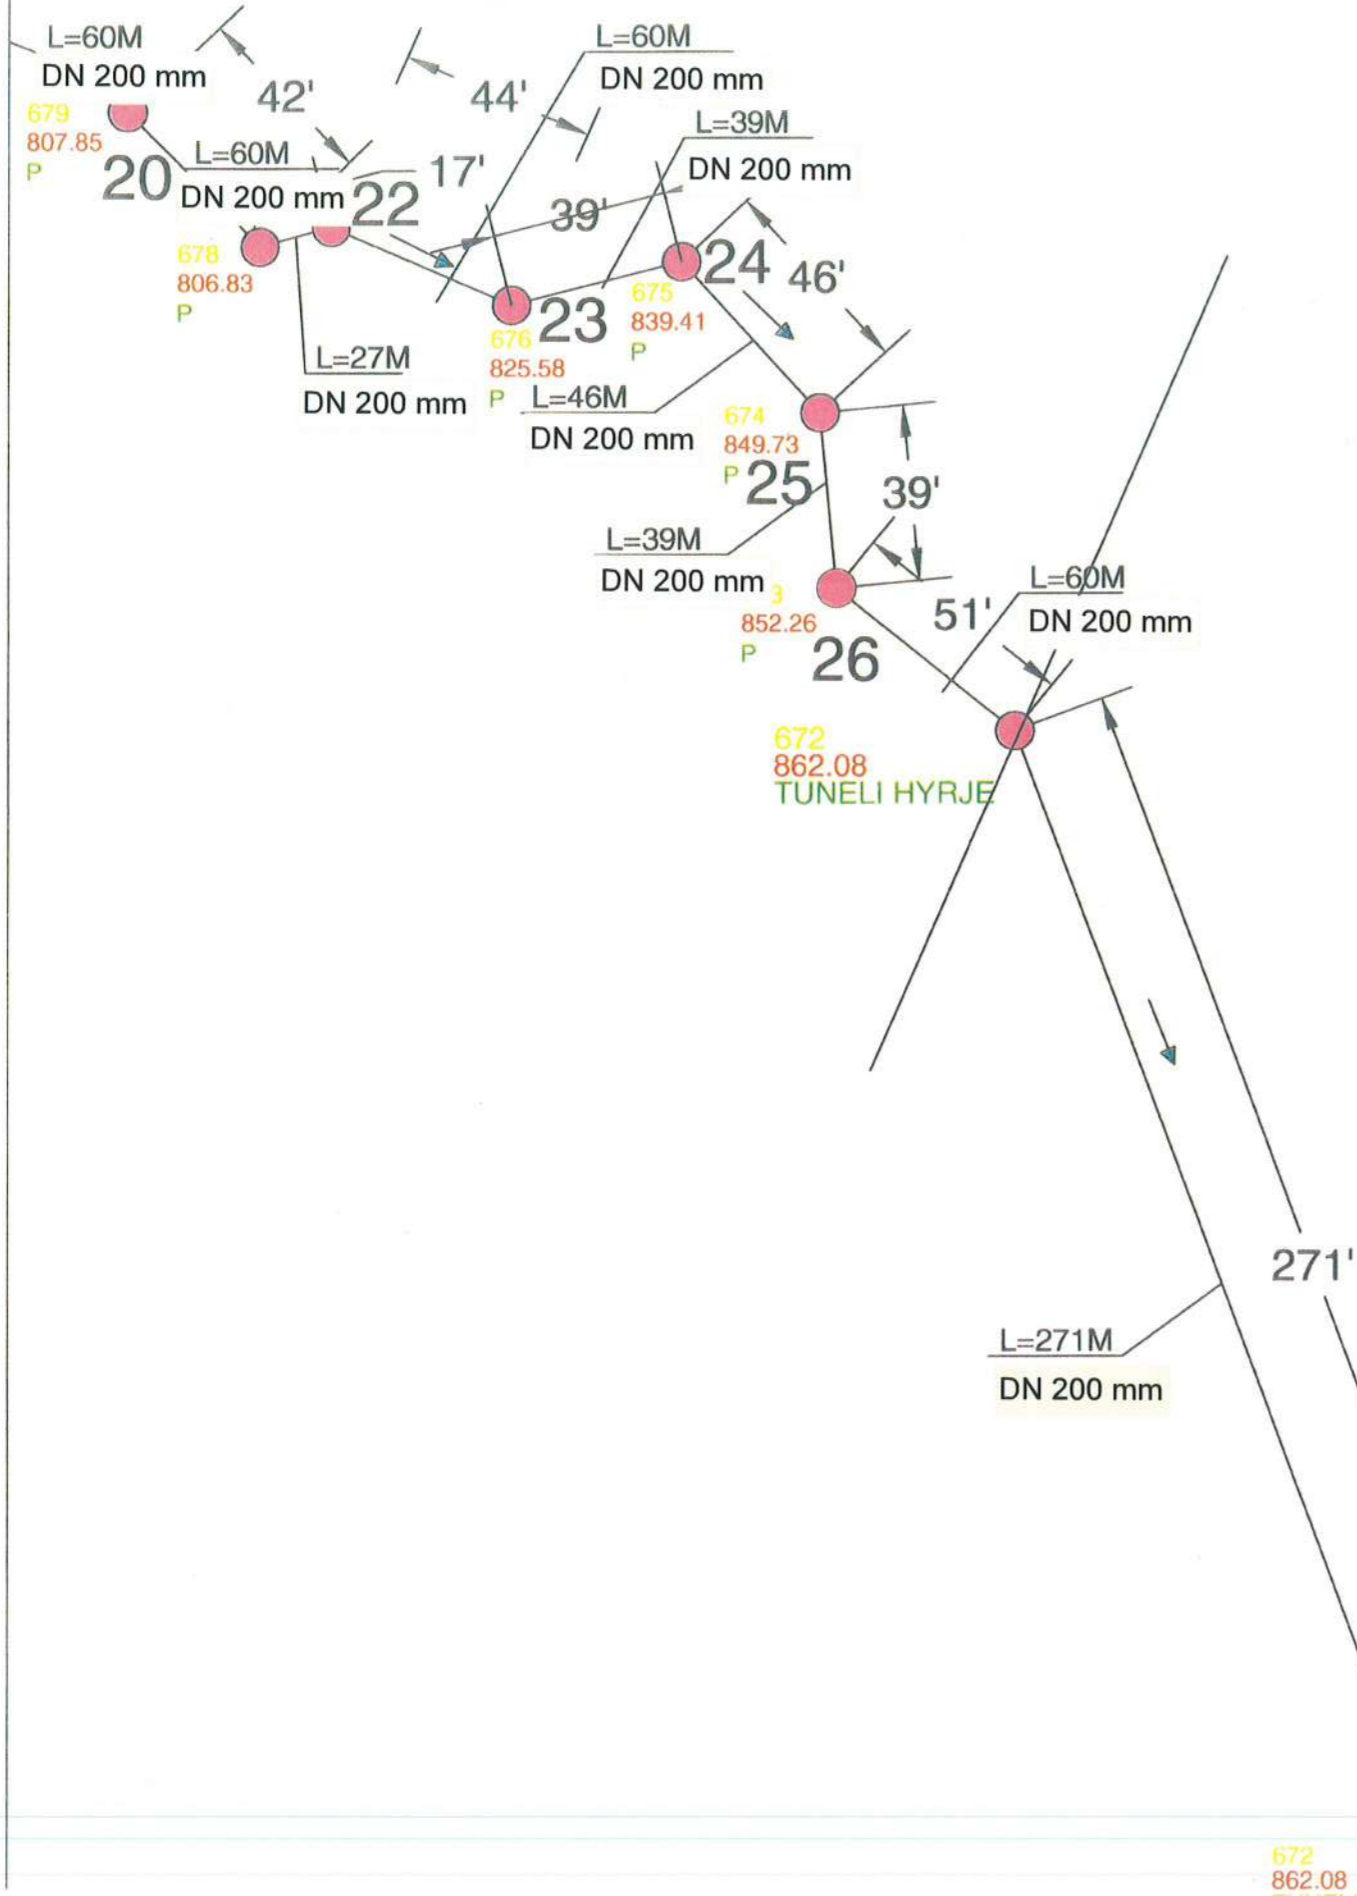 L=60M
DN 200 mm
42'
44'
L=60M
DN 200 mm
679
807.85
P
20
L=60M
DN 200 mm
22
17'
39'
L=39M
DN 200 mm
678
806.83
P
L=27M
DN 200 mm
676
825.58
P
23
675
839.41
P
24
46'
L=46M
DN 200 mm
674
849.73
P
25
39'
L=39M
DN 200 mm
3
852.26
P
26
51'
L=60M
DN 200 mm
672
862.08
TUNELI HYRJE
271'
L=271M
DN 200 mm
672
862.08